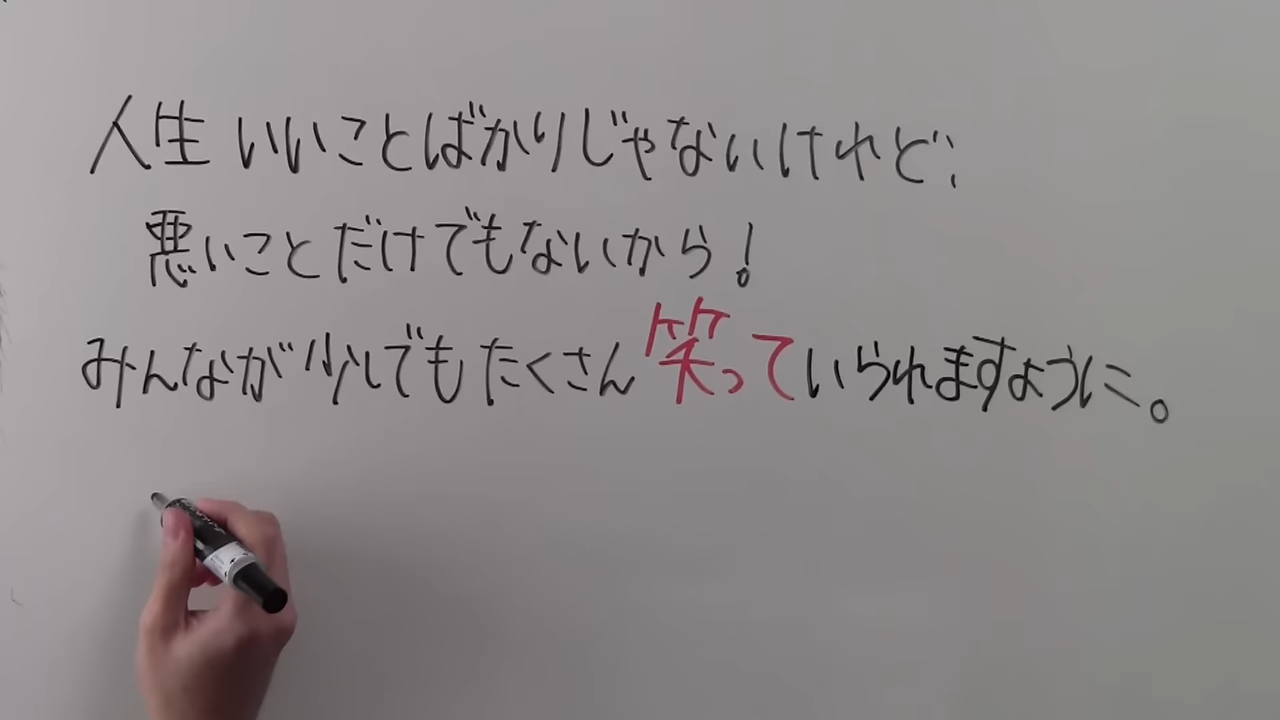 人生 いいことばかりじゃないけれど、
悪いことだけでもないから!
みんなが少しでもたくさん笑っていられますように。